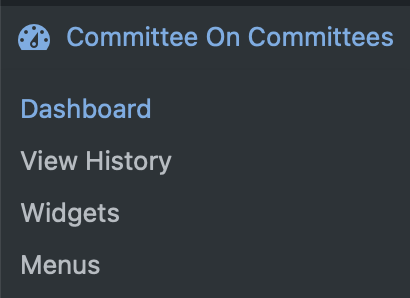 Committee On Committees
Dashboard
View History
Widgets
Menus